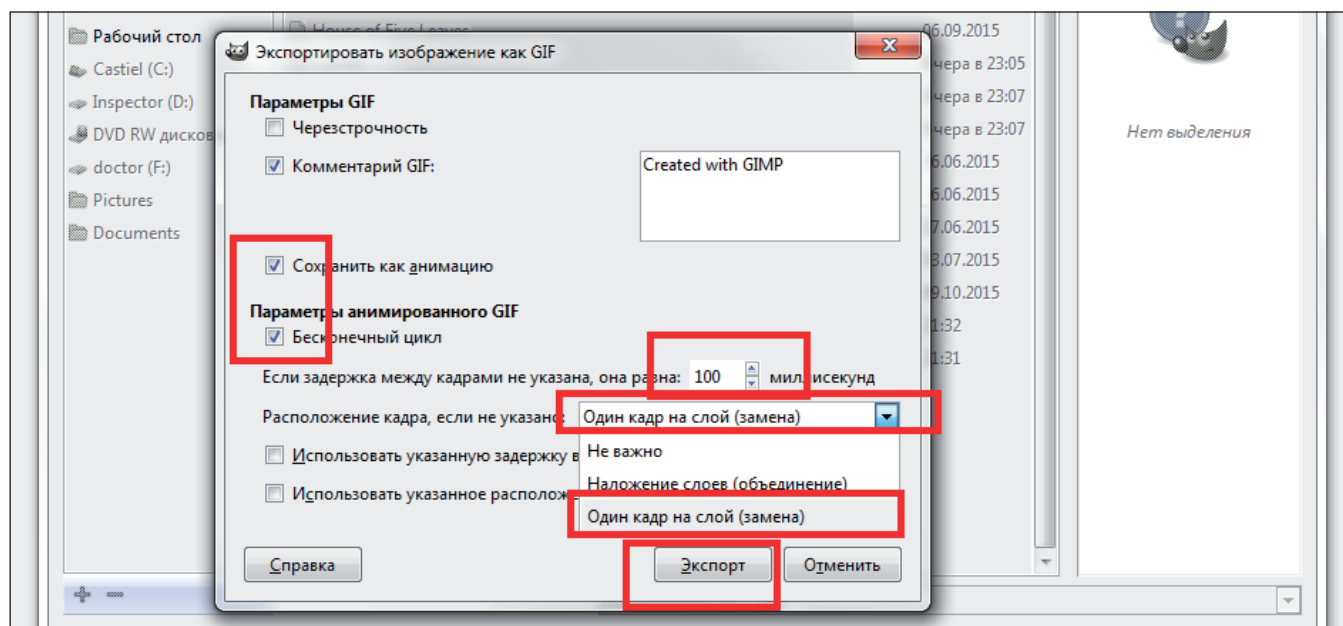 Рабочий стол
House of Five Leaves
06.09.2015
Castiel (C:)
чера в 23:05
Inspector (D:)
чера в 23:07
DVD RW дисков
чера в 23:07
doctor (F:)
6.06.2015
Pictures
6.06.2015
Documents
7.06.2015
3.07.2015
9.10.2015
1:32
1:31
Нет выделения
Экспортировать изображение как GIF
Параметры GIF
Черезстрочность
Комментарий GIF:
Created with GIMP
Сохранить как анимацию
Параметры анимированного GIF
Бесконечный цикл
Если задержка между кадрами не указана, она равна: 100 миллисекунд
Расположение кадра, если не указано: Один кадр на слой (замена)
Использовать указанную задержку в
Не важно
Наложение слоев (объединение)
Использовать указанное располож
Один кадр на слой (замена)
Справка
Экспорт
Отменить